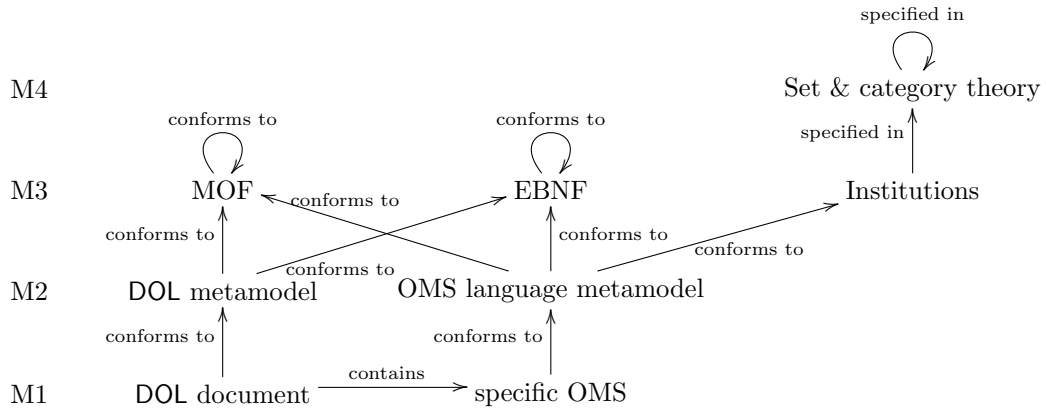 specified in
M4
Set & category theory
conforms to
conforms to
specified in
M3
MOF
EBNF
Institutions
conforms to
conforms to
conforms to
conforms to
conforms to
M2
DOL metamodel
OMS language metamodel
conforms to
conforms to
contains
M1
DOL document
specific OMS